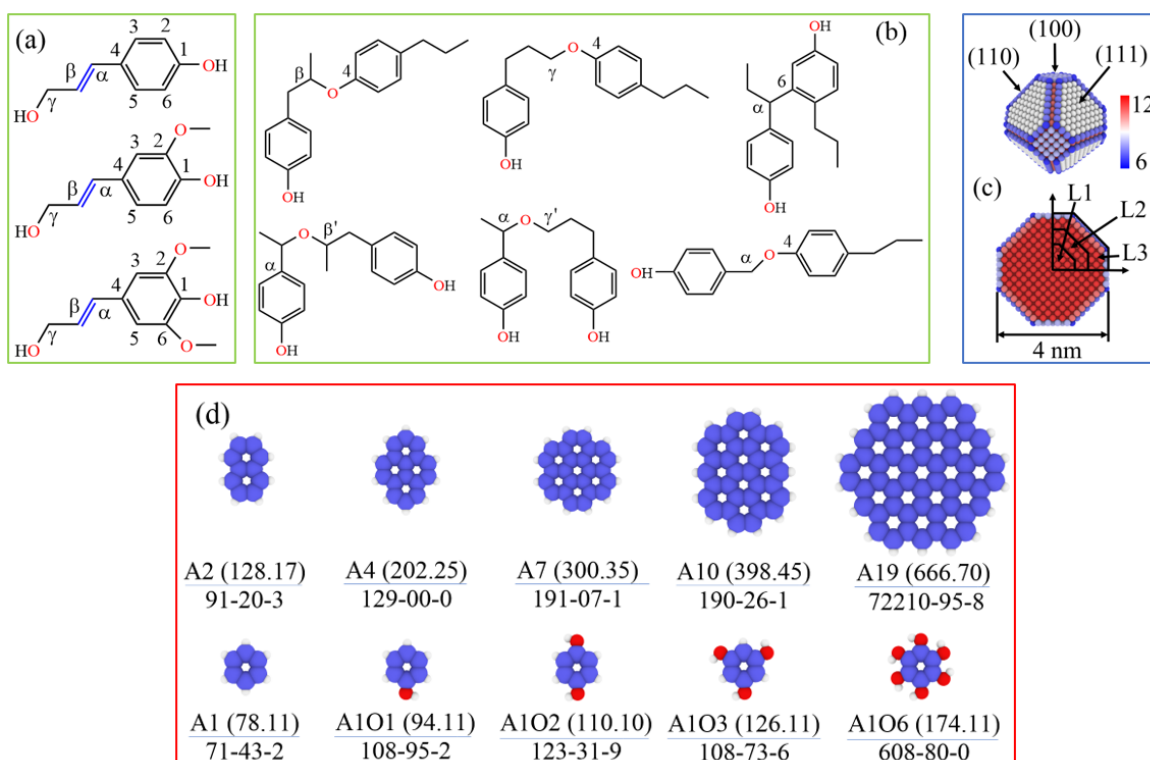 (a)
3
2
4
1
OH
β
α
γ
HO
5
6
O
3
2
4
1
OH
β
α
γ
HO
5
6
O
3
2
4
1
OH
β
α
γ
HO
5
6
O
(b)
β
O
4
OH
O
4
γ
OH
OH
6
α
OH
O
β'
α
OH
OH
α
O
γ'
OH
OH
OH
α
O
4
(100)
(110)
(111)
12
6
(c)
L1
L2
L3
4 nm
(d)
A2 (128.17) A4 (202.25) A7 (300.35) A10 (398.45) A19 (666.70)
91-20-3 129-00-0 191-07-1 190-26-1 72210-95-8
A1 (78.11) A1O1 (94.11) A1O2 (110.10) A1O3 (126.11) A1O6 (174.11)
71-43-2 108-95-2 123-31-9 108-73-6 608-80-0